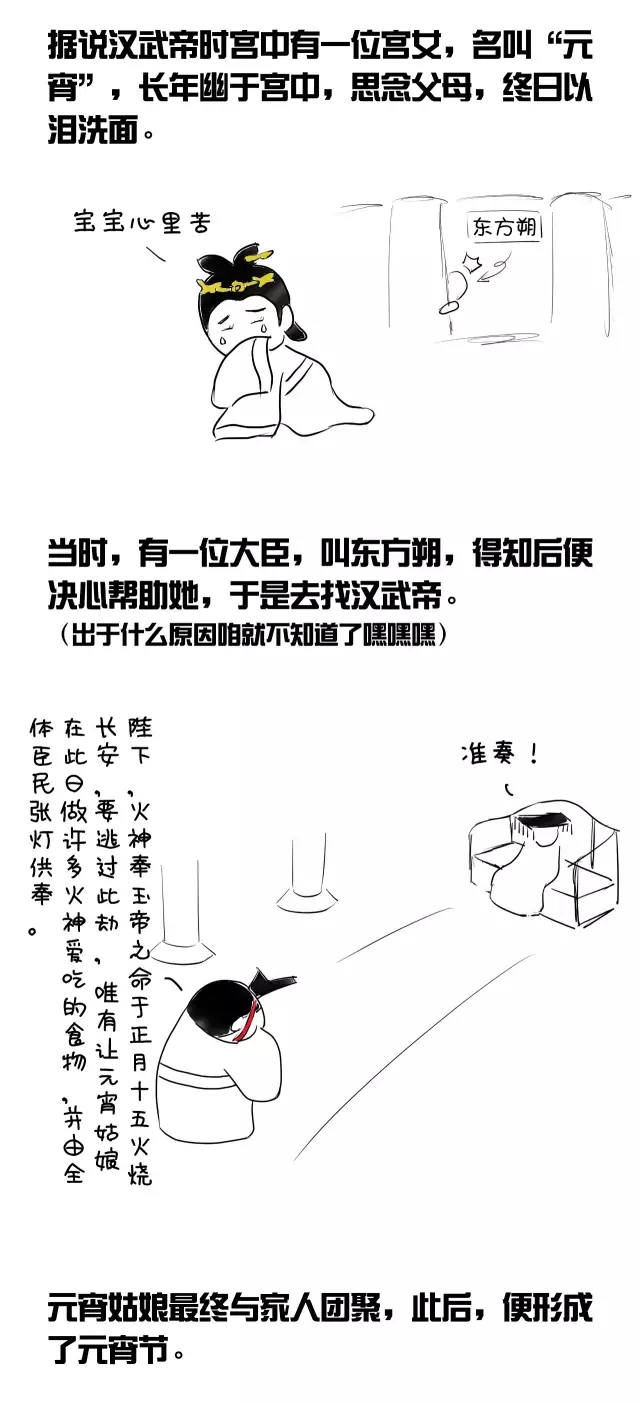 据说汉武帝时宫中有一位宫女，名叫“元
宵”，长年幽于宫中，思念父母，终日以
泪洗面。
宝宝心里苦
东方朔
当时，有一位大臣，叫东方朔，得知后便
决心帮助她，于是去找汉武帝。
（出于什么原因咱就不知道了嘿嘿嘿）
陛下，火神奉玉帝之命于正月十五火烧
长安，要逃过此劫，唯有让元宵姑娘
在此日做许多火神爱吃的食物，并由全
体臣民张灯供奉。
准奏！
元宵姑娘最终与家人团聚，此后，便形成
了元宵节。